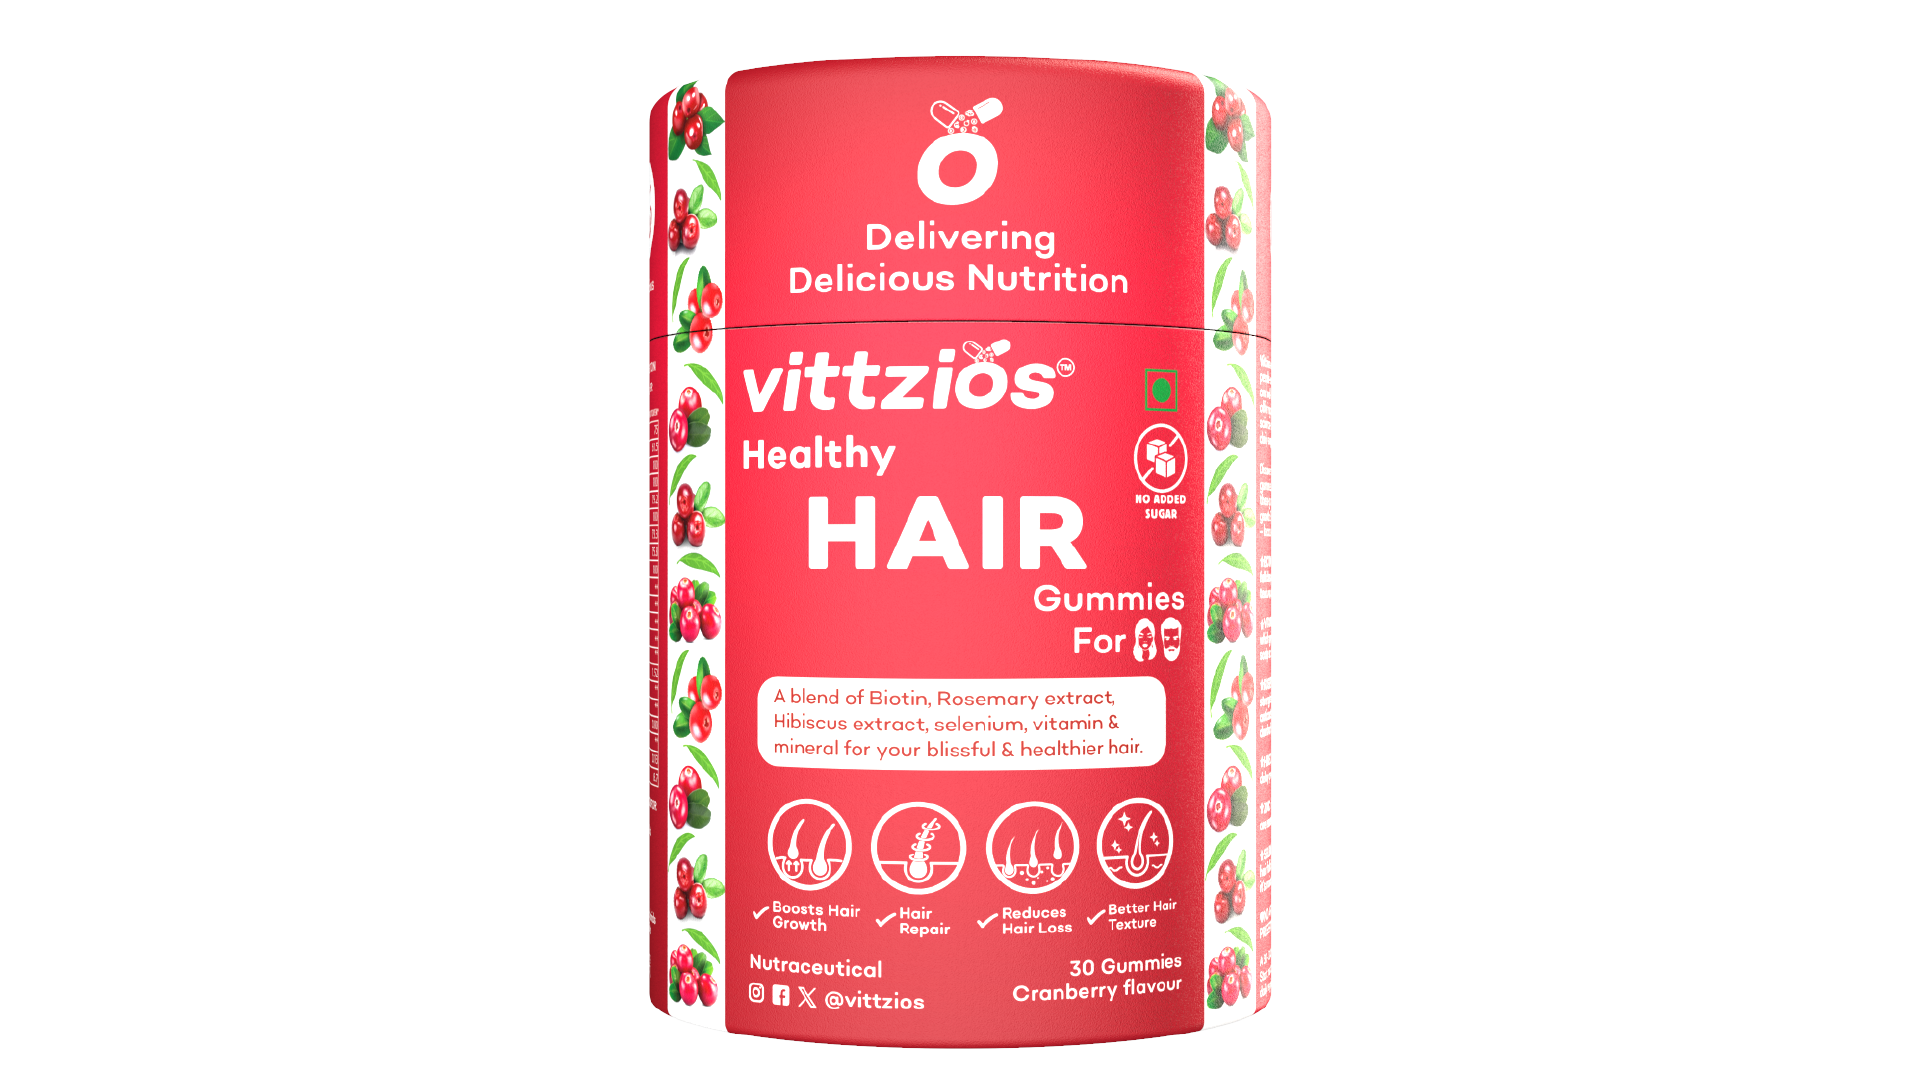 Delivering
Delicious Nutrition
vittziosTM
Healthy
HAIR
NO ADDED
SUGAR
Gummies
For
A blend of Biotin, Rosemary extract,
Hibiscus extract, selenium, vitamin &
mineral for your blissful & healthier hair.
Boosts Hair
Growth
Hair
Repair
Reduces
Hair Loss
Better Hair
Texture
Nutraceutical
@vittzios
30 Gummies
Cranberry flavour